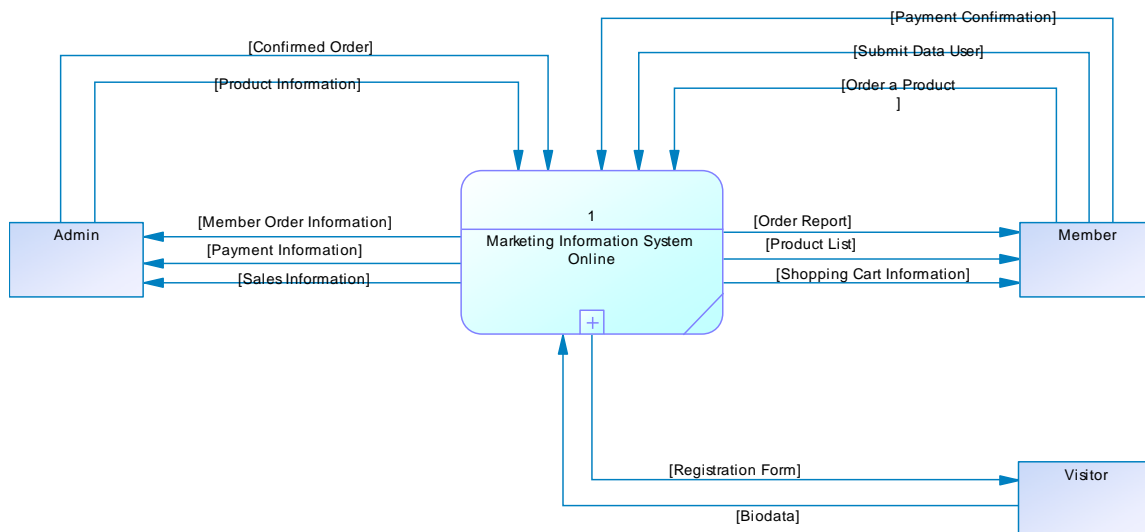 [Payment Confirmation]
[Confirmed Order]
[Submit Data User]
[Product Information]
[Order a Product
]
1
Marketing Information System
Online
[Member Order Information]
[Order Report]
Admin
Member
[Payment Information]
[Product List]
[Sales Information]
[Shopping Cart Information]
[Registration Form]
Visitor
[Biodata]